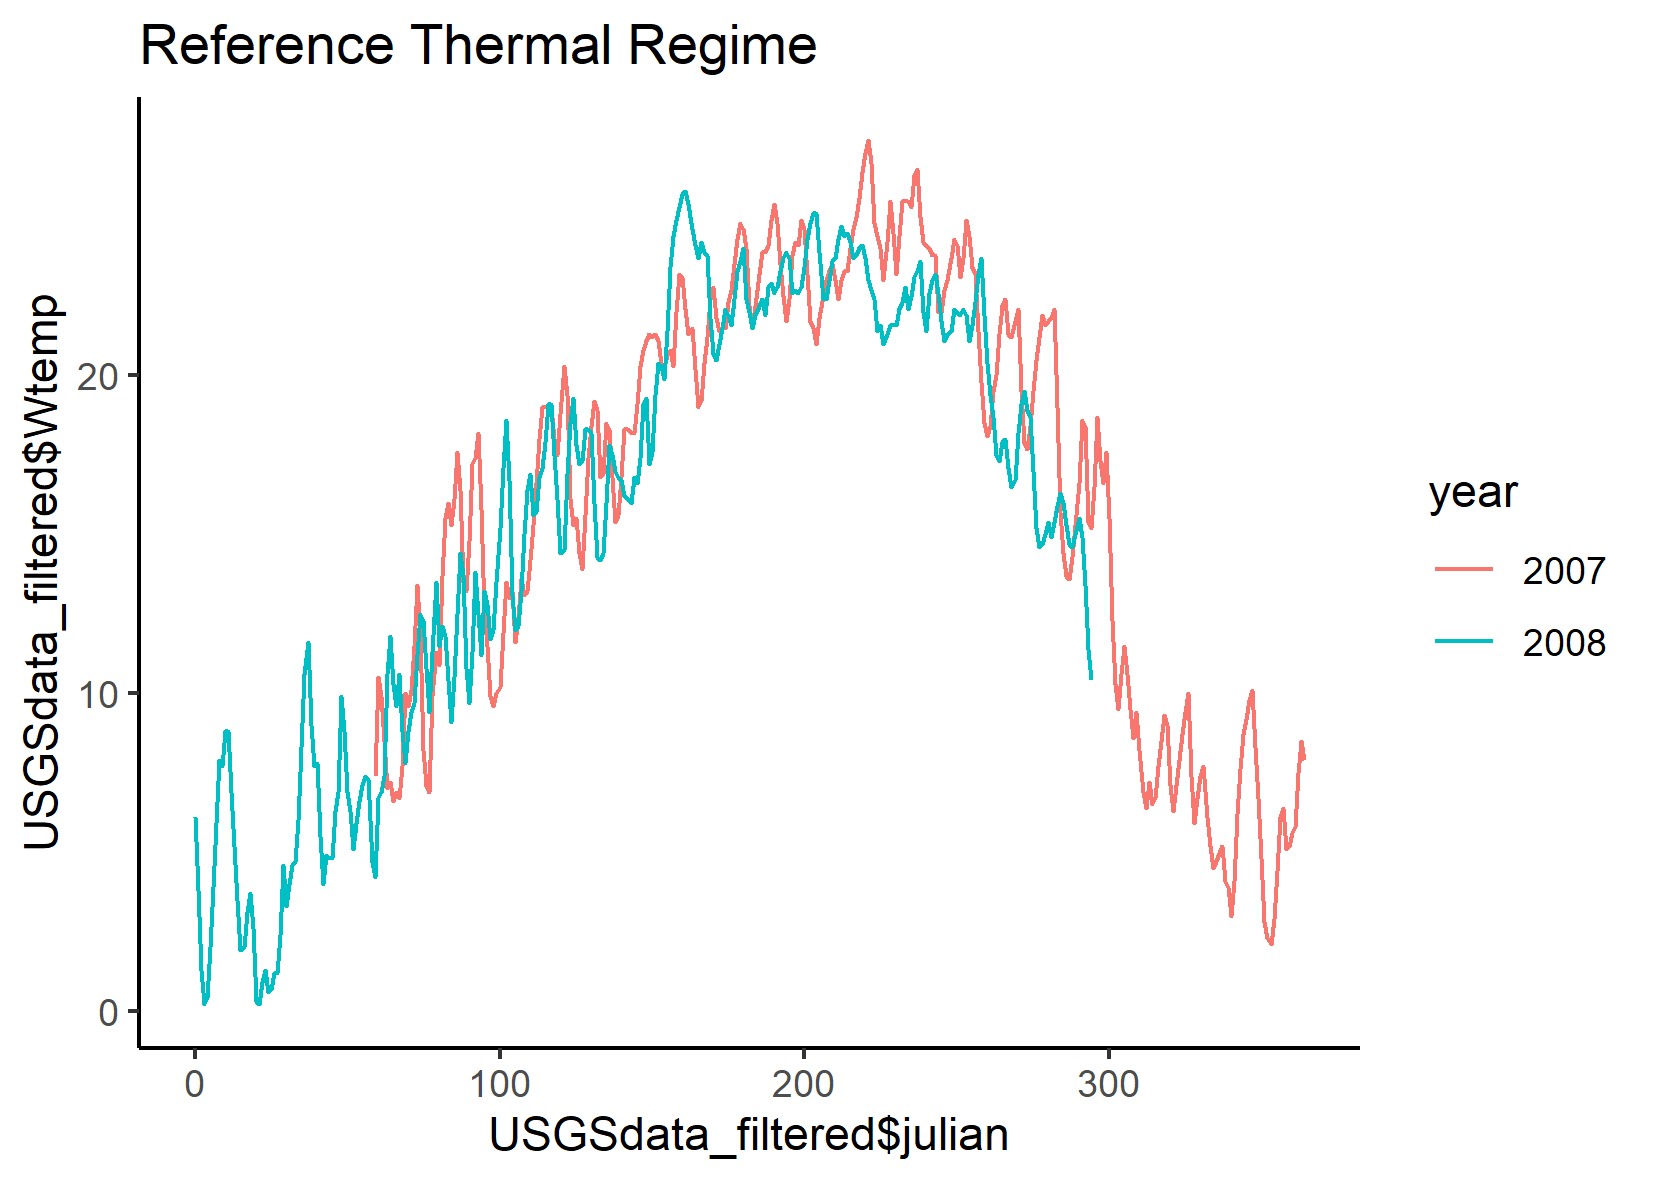 Reference Thermal Regime
USGSdata_filtered$Wtemp
20
10
0
0 100 200 300
USGSdata_filtered$julian
year
2007
2008